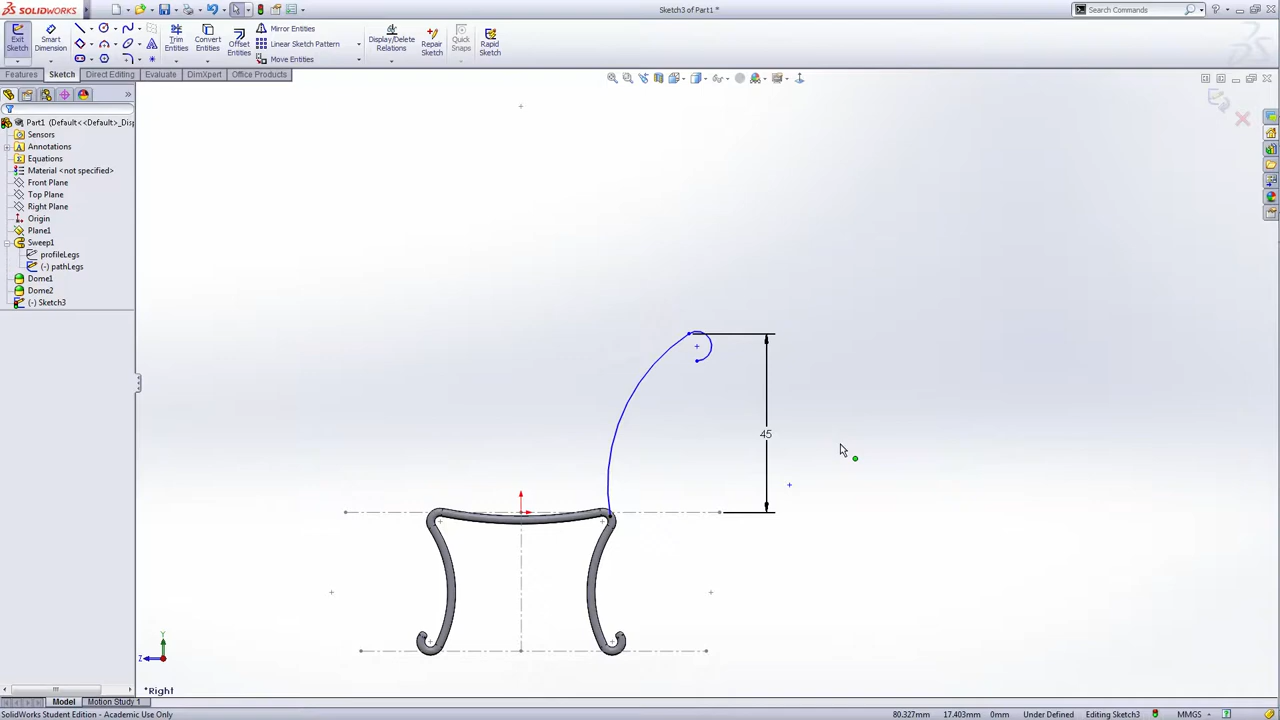 SOLIDWORKS
Sketch3 of Part1 *
Search Commands
Exit Sketch
Smart Dimension
Trim Entities
Convert Entities
Offset Entities
Mirror Entities
Linear Sketch Pattern
Move Entities
Display/Delete Relations
Repair Sketch
Quick Snaps
Rapid Sketch
Features
Sketch
Direct Editing
Evaluate
DimXpert
Office Products
Part1 (Default<<Default>_Disp
Sensors
Annotations
Equations
Material <not specified>
Front Plane
Top Plane
Right Plane
Origin
Plane1
Sweep1
profileLegs
(-) pathLegs
Dome1
Dome2
(-) Sketch3
45
Y
Z
*Right
Model
Motion Study 1
SolidWorks Student Edition - Academic Use Only
80.327mm
17.403mm
0mm
Under Defined
Editing Sketch3
MMGS